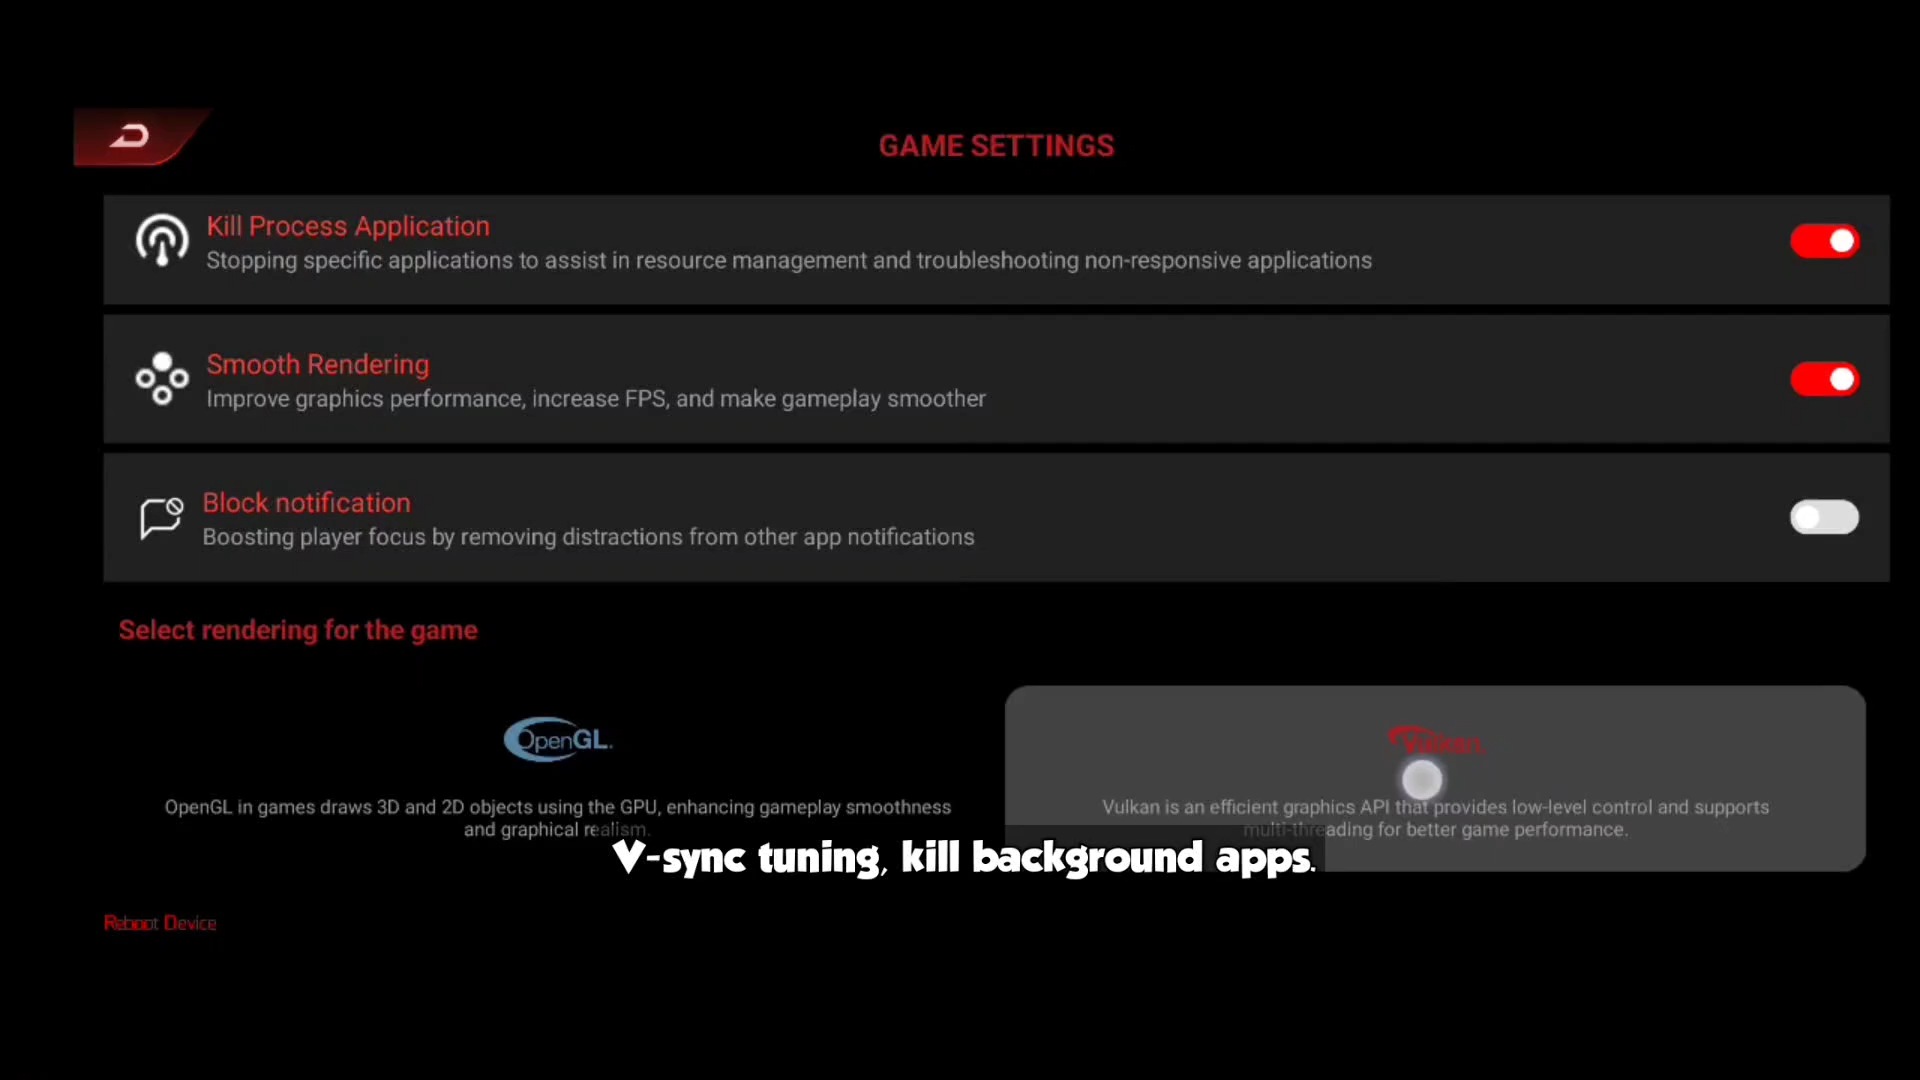 GAME SETTINGS
Kill Process Application
Stopping specific applications to assist in resource management and troubleshooting non-responsive applications
Smooth Rendering
Improve graphics performance, increase FPS, and make gameplay smoother
Block notification
Boosting player focus by removing distractions from other app notifications
Select rendering for the game
OpenGL.
Vulkan.
OpenGL in games draws 3D and 2D objects using the GPU, enhancing gameplay smoothness
and graphical realism.
Vulkan is an efficient graphics API that provides low-level control and supports
multi-threading for better game performance.
V-sync tuning, kill background apps.
Reboot Device